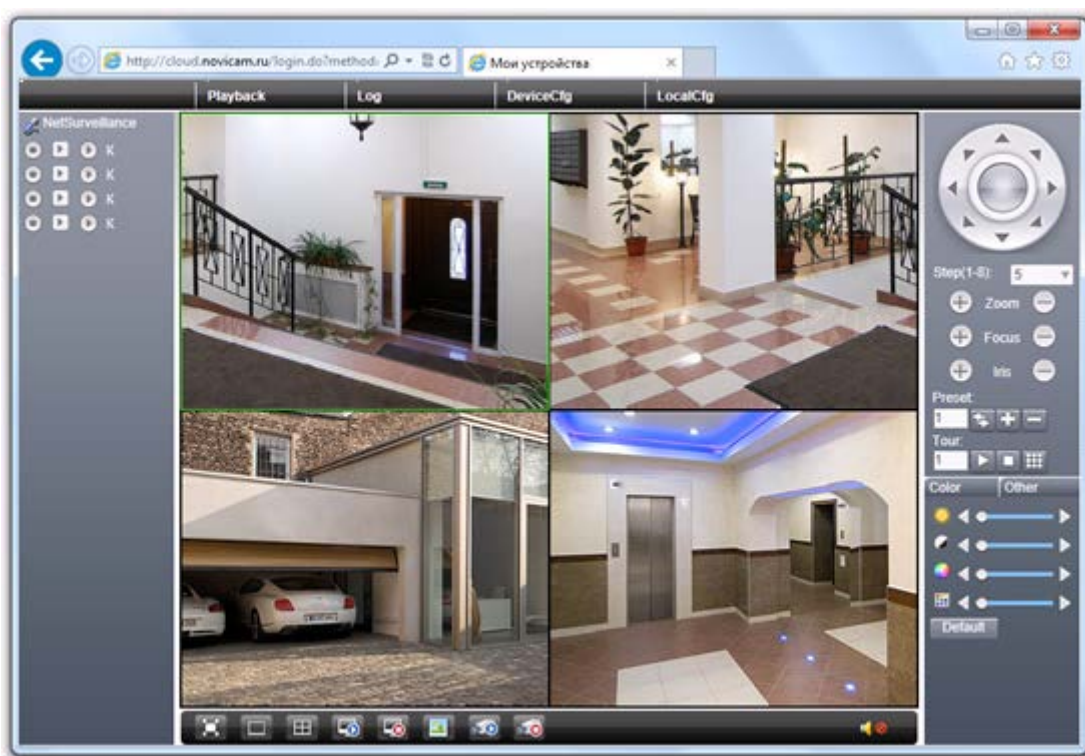 http://cloud.novicam.ru/login.do?method:
Мои устройства
Playback Log DeviceCfg LocalCfg
NetSurveillance
K
K
K
K
Step(1-8): 5
Zoom
Focus
Iris
Preset:
1
Tour:
1
Color Other
Default